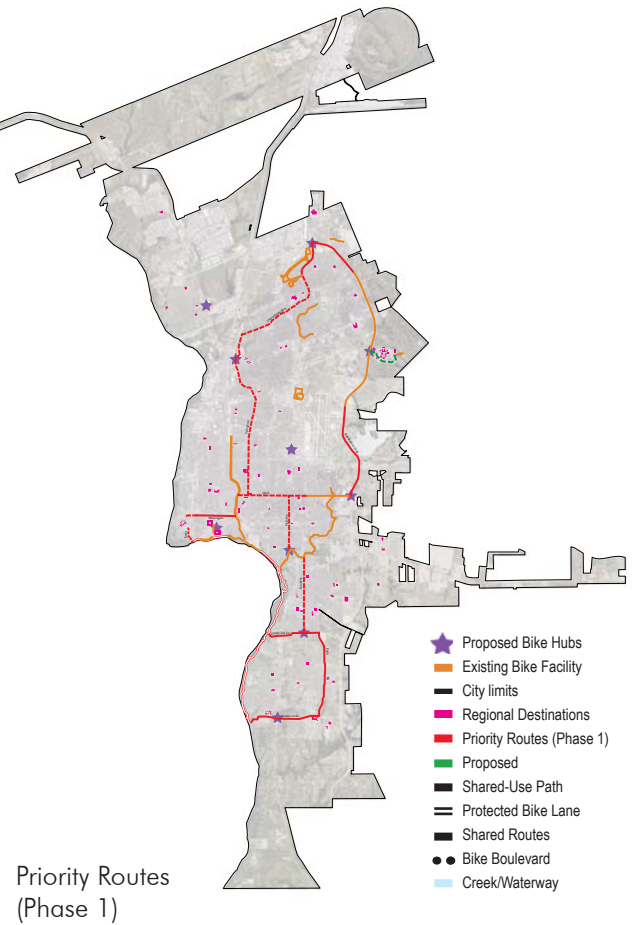 Proposed Bike Hubs
Existing Bike Facility
City limits
Regional Destinations
Priority Routes (Phase 1)
Proposed
Shared-Use Path
Protected Bike Lane
Shared Routes
Bike Boulevard
Creek/Waterway
Priority Routes
(Phase 1)